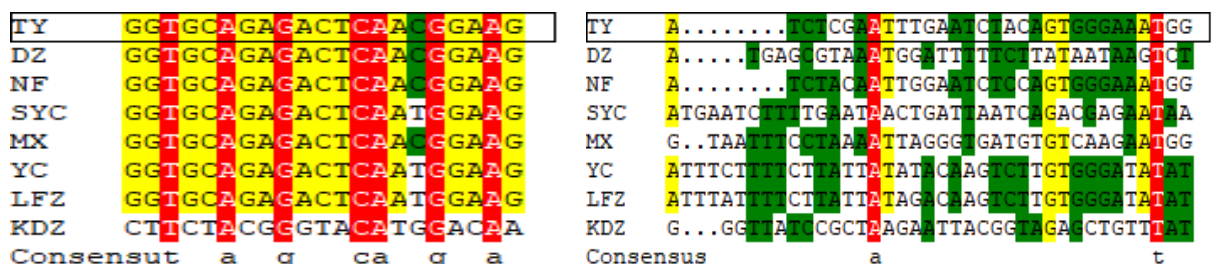 TY GGTGCAGAGACTCAACGGAAG
DZ GGTGCAGAGACTCAACGGAAG
NF GGTGCAGAGACTCAACGGAAG
SYC GGTGCAGAGACTCAATGGAAG
MX GGTGCAGAGACTCAACGGAAG
YC GGTGCAGAGACTCAATGGAAG
LFZ GGTGCAGAGACTCAATGGAAG
KDZ CTTCTACGGGTACATGGACAA
Consensut a g ca g a
TY A........TCTCGAATTTGAATCTACAGTGGGAAATGG
DZ A.....TGAGCGTAAATGGATTTTTCTTATAATAAGTCT
NF A........TCTACAATTGGAATCTCCAGTGGGAAATGG
SYC ATGAATCTTTTGAATAACTGATTAATCAGACGAGAATAA
MX G..TAATTTCCTAAAATTAGGGTGATGTGTCAAGAATGG
YC ATTTCTTTTCTTATTATATACAAGTCTTGTGGGATATAT
LFZ ATTTATTTTCTTATTATAGACAAGTCTTGTGGGATATAT
KDZ G...GGTTATCCGCTAAGAATTACGGTAGAGCTGTTTAT
Consensus a t